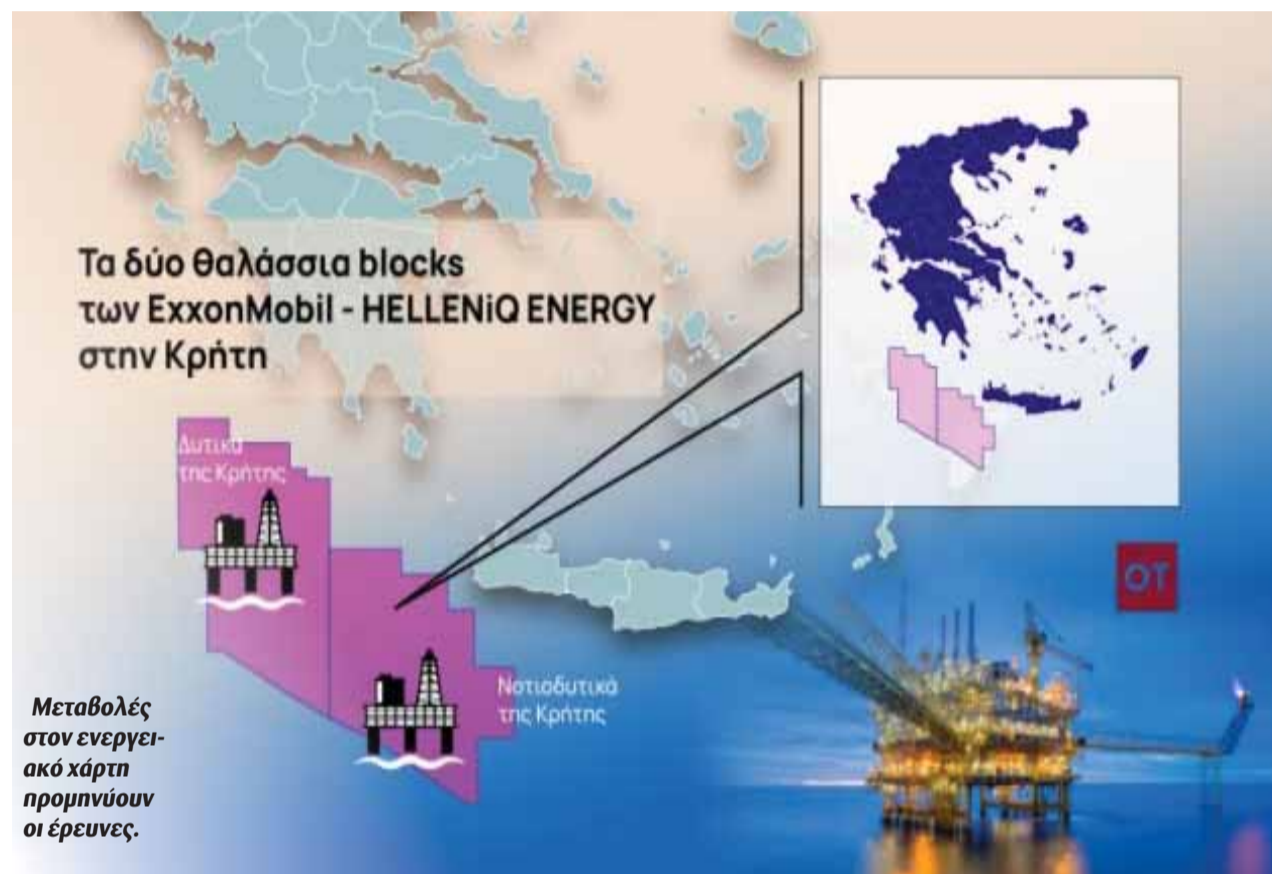 Τα δύο θαλάσσια blocks
των ExxonMobil - HELLENiQ ENERGY
στην Κρήτη
Δυτικά
της Κρήτης
Νοτιοδυτικά
της Κρήτης
OT
Μεταβολές
στον ενεργει-
ακό χάρτη
προμηνύουν
οι έρευνες.